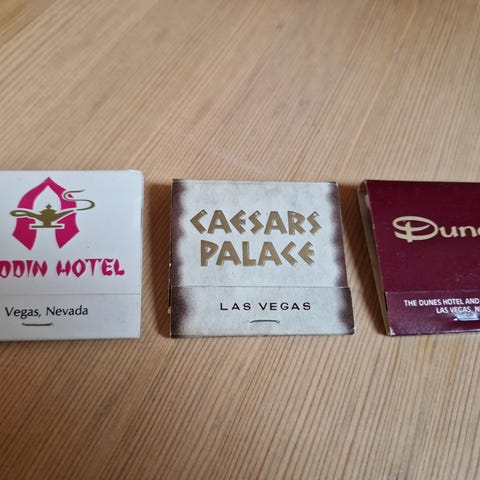 DDIN HOTEL
Vegas, Nevada
CAESARS
PALACE
LAS VEGAS
Dune
THE DUNES HOTEL AND
LAS VEGAS, N